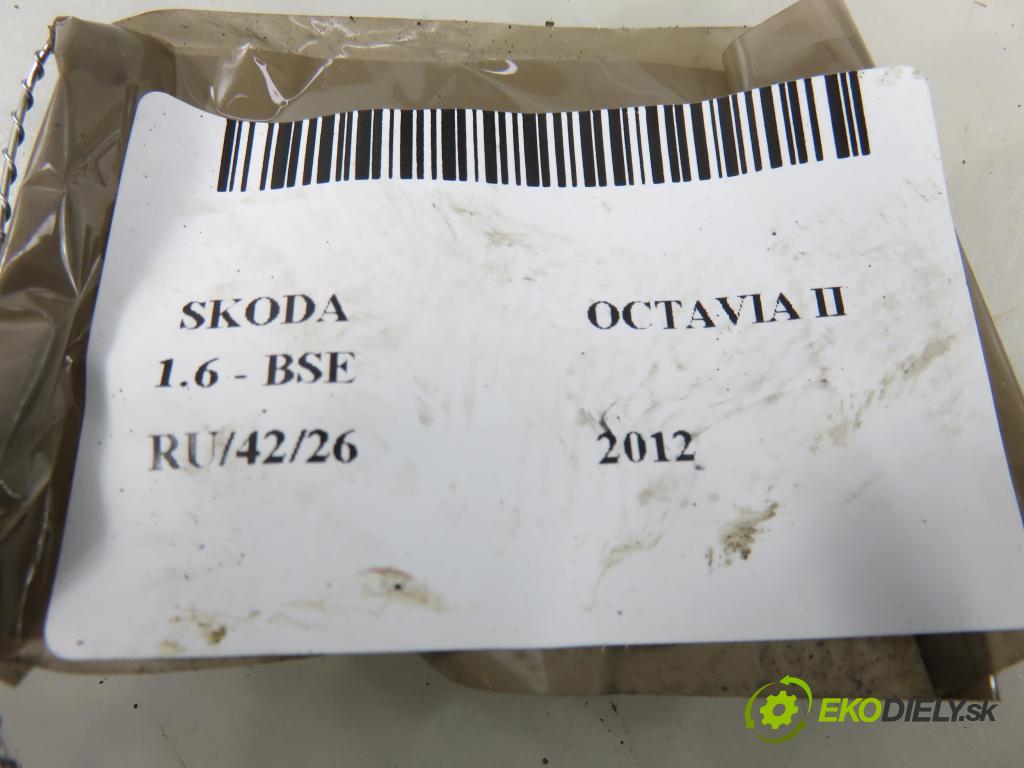 SKODA OCTAVIA II
1.6 - BSE
RU/42/26 2012
EKODIELY.sk